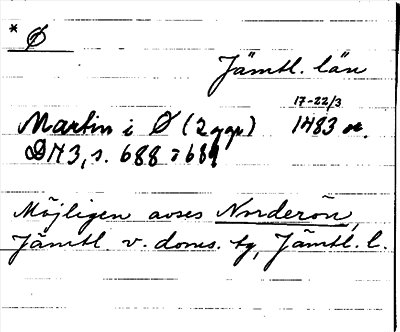 * Ø
Jämtl. län
17-22/3
Martin i Ø (2 ggr) 1483 or.
DN 3, s. 688 o 689
Möjligen avses Norderön,
Jämtl. v. doms. tg, Jämtl. l.